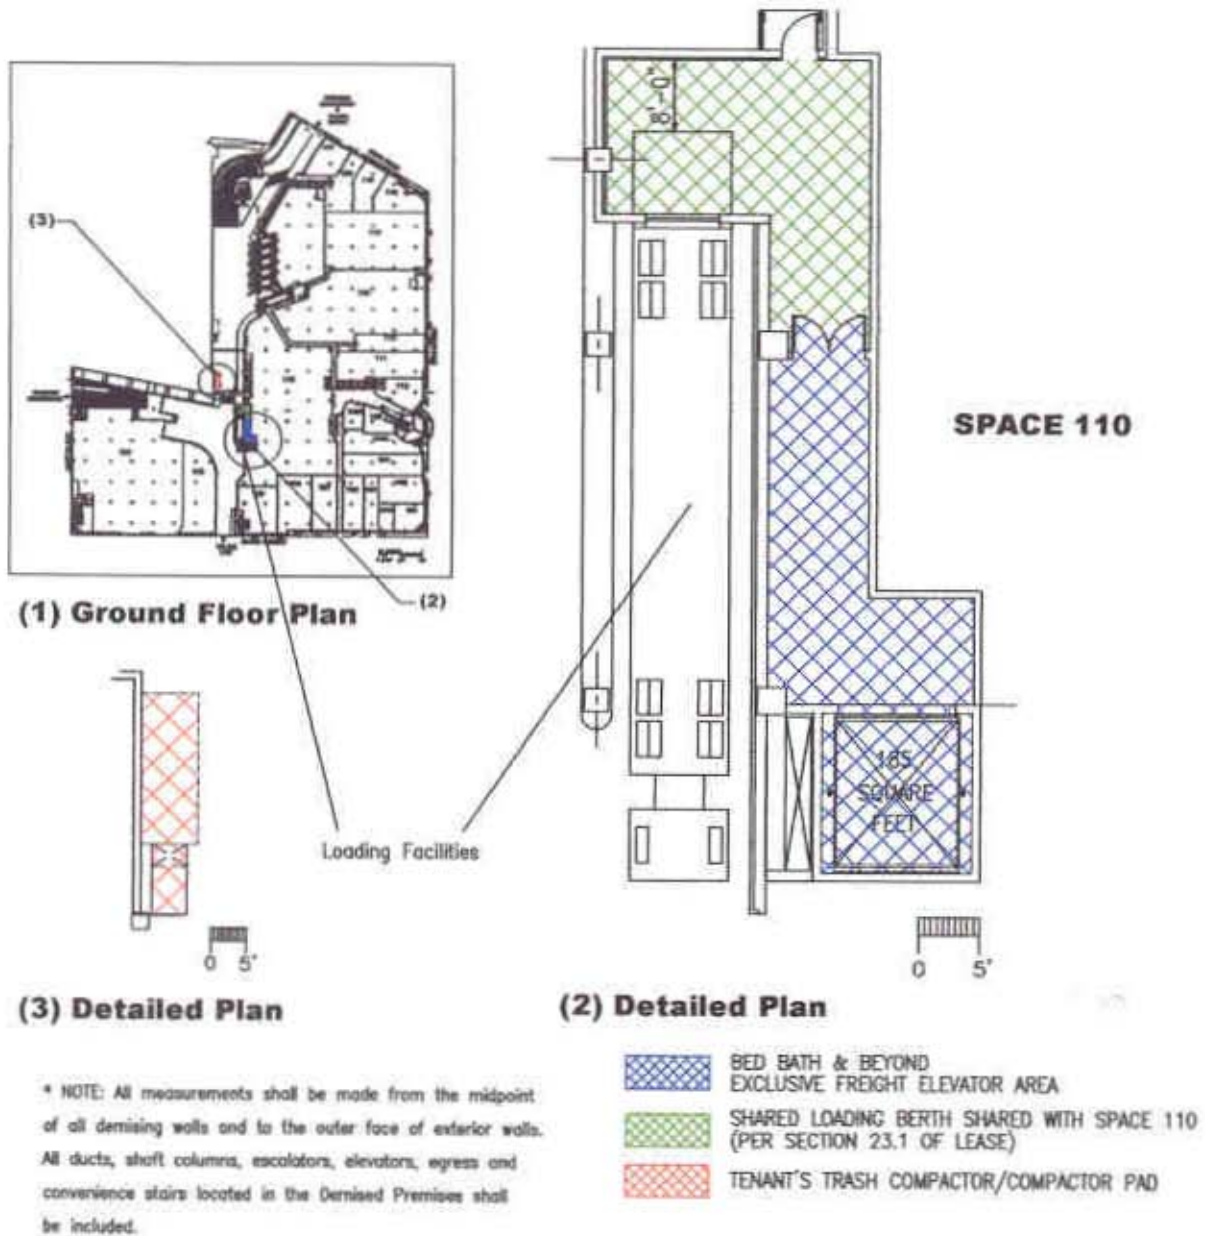 8'-0"
(3)
SPACE 110
(2)
(1) Ground Floor Plan
185
SQUARE
FEET
Loading Facilities
0 5'
0 5'
(3) Detailed Plan
(2) Detailed Plan
BED BATH & BEYOND
EXCLUSIVE FREIGHT ELEVATOR AREA
SHARED LOADING BERTH SHARED WITH SPACE 110
(PER SECTION 23.1 OF LEASE)
TENANT'S TRASH COMPACTOR/COMPACTOR PAD
* NOTE: All measurements shall be made from the midpoint
of all demising walls and to the outer face of exterior walls.
All ducts, shaft columns, escalators, elevators, egress and
convenience stairs located in the Demised Premises shall
be included.